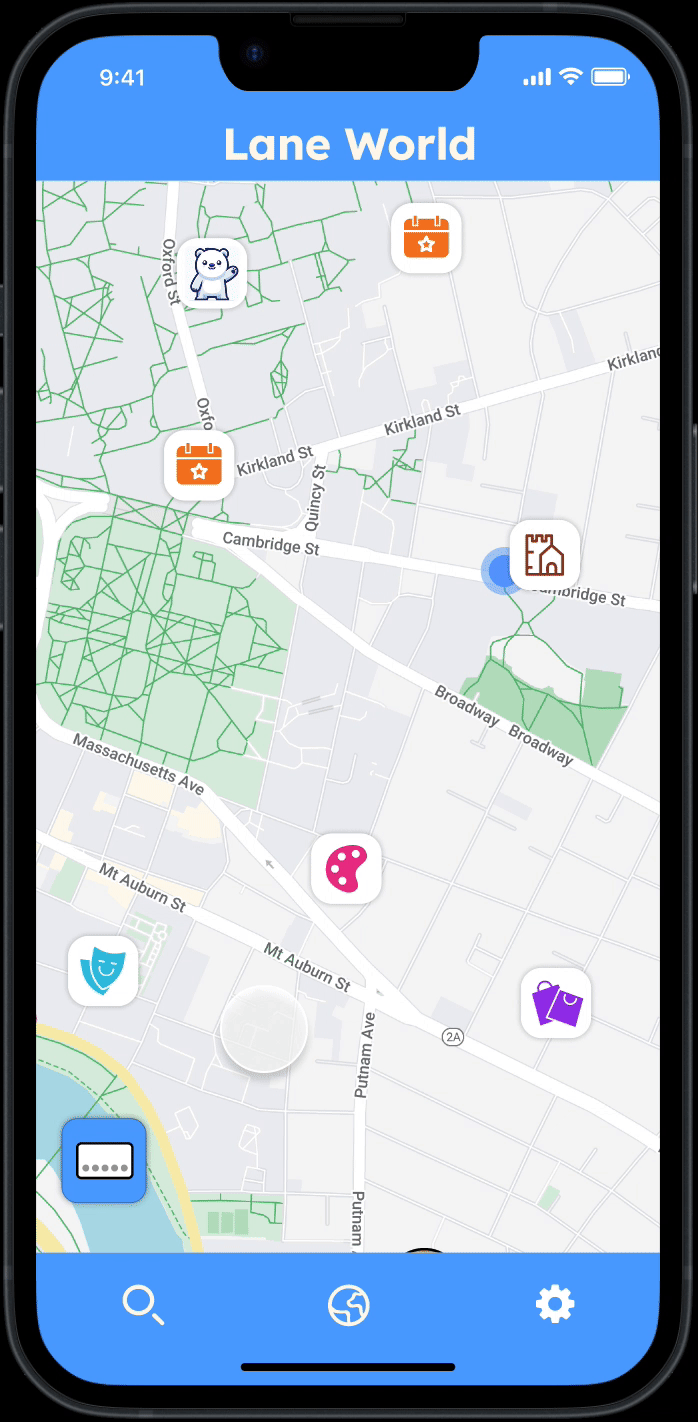 9:41
Lane World
Oxford St
Kirkland
Kirkland St
Oxfo
Kirkland St
Quincy St
Cambridge St
Cambridge St
Broadway
Broadway
Massachusetts Ave
Mt Auburn St
Mt Auburn St
2A
Putnam Ave
Putnam